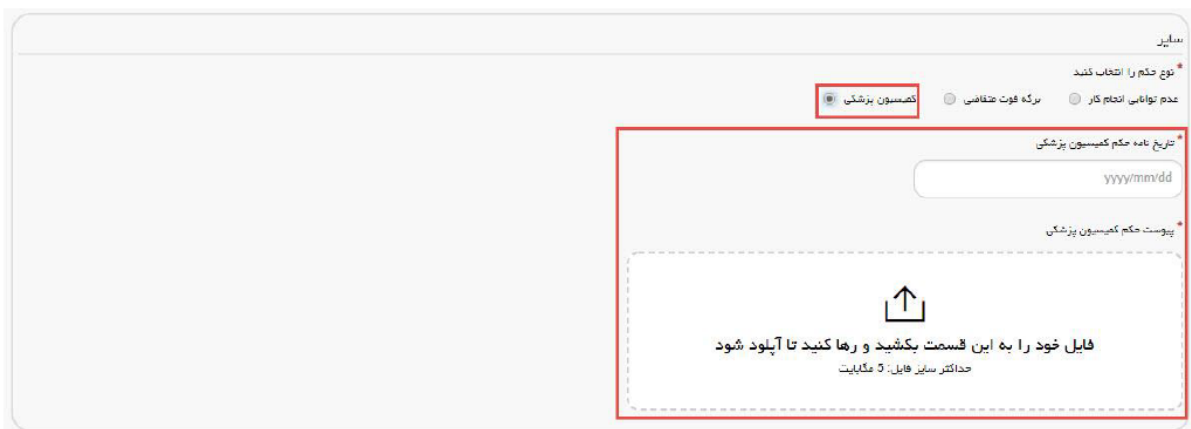 سایر
* نوع حکم را انتخاب کنید
عدم توانایی انجام کار برگه فوت متقاضی کمیسیون پزشکی
* تاریخ نامه حکم کمیسیون پزشکی
yyyy/mm/dd
* پیوست حکم کمیسیون پزشکی
فایل خود را به این قسمت بکشید و رها کنید تا آپلود شود
حداکثر سایز فایل: 5 مگابایت